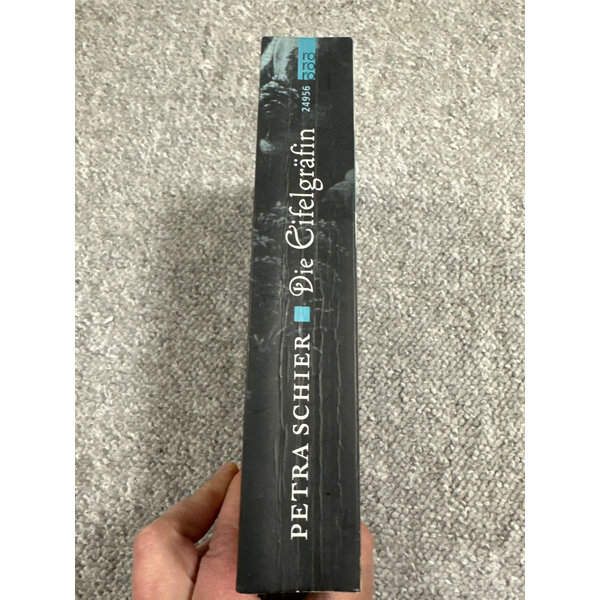 PETRA SCHIER
Die Eifelgräfin
24956
rororo